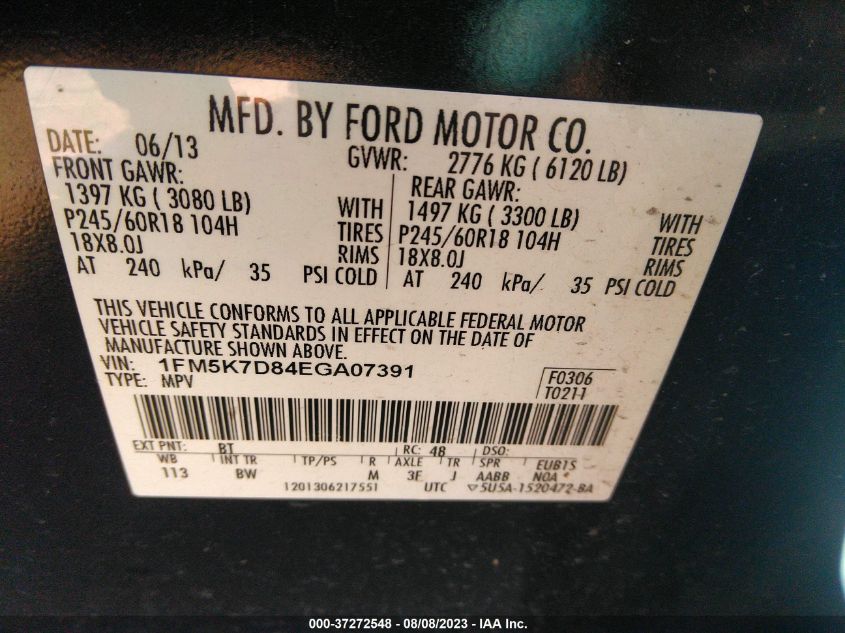 MFD. BY FORD MOTOR CO.
DATE: 06/13
GVWR: 2776 KG ( 6120 LB)
FRONT GAWR:
1397 KG ( 3080 LB) WITH
P245/60R18 104H TIRES
18X8.0J RIMS
AT 240 kPa/ 35 PSI COLD
REAR GAWR:
1497 KG ( 3300 LB) WITH
P245/60R18 104H TIRES
18X8.0J RIMS
AT 240 kPa/ 35 PSI COLD
THIS VEHICLE CONFORMS TO ALL APPLICABLE FEDERAL MOTOR
VEHICLE SAFETY STANDARDS IN EFFECT ON THE DATE OF
MANUFACTURE SHOWN ABOVE.
VIN: 1FM5K7D84EGA07391
TYPE: MPV
F0306
T0211
EXT PNT: BT RC: 48 DSO:
WB INT TR TP/PS R AXLE TR SPR EUB1S
113 BW M 3F J AABB NOA
1201306217551 UTC ▽5U5A-1520472-BA
000-37272548 - 08/08/2023 - IAA Inc.